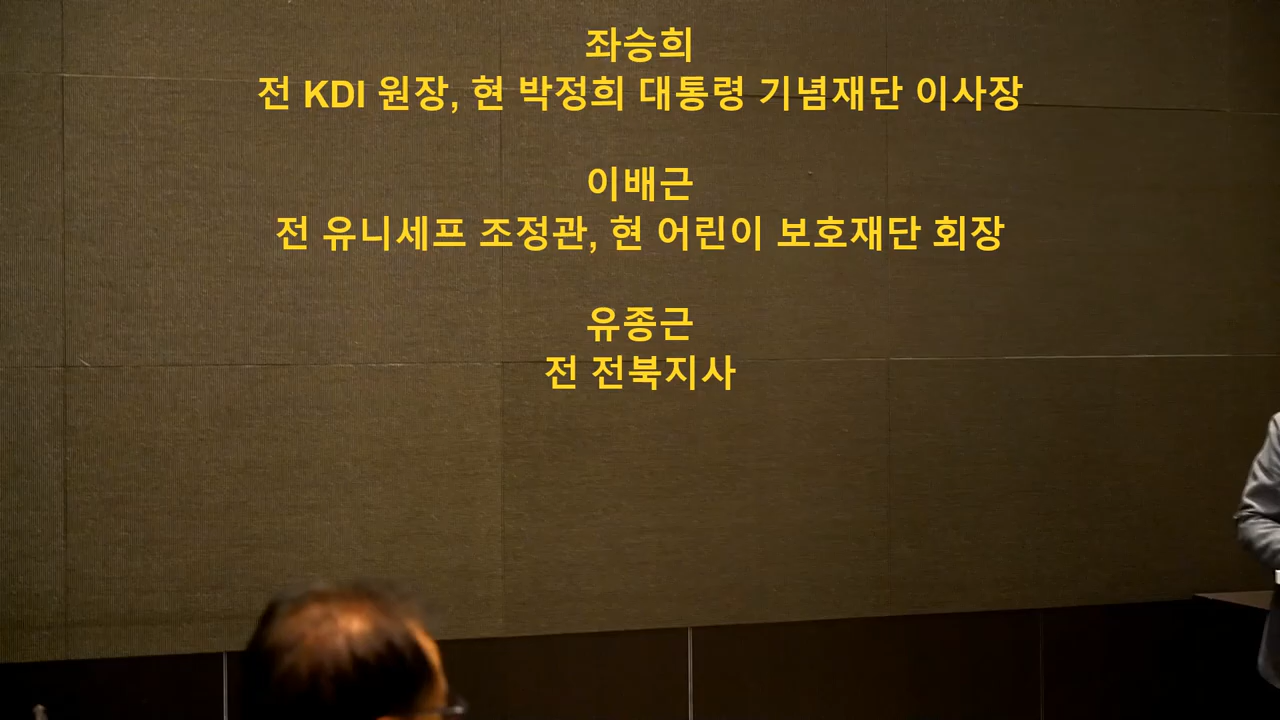 좌승희
전 KDI 원장, 현 박정희 대통령 기념재단 이사장
이배근
전 유니세프 조정관, 현 어린이 보호재단 회장
유종근
전 전북지사